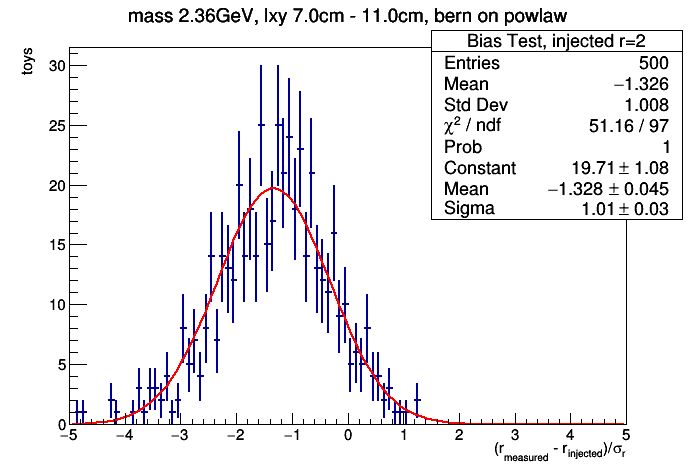 mass 2.36GeV, lxy 7.0cm - 11.0cm, bern on powlaw
toys
Bias Test, injected r=2
Entries 500
Mean −1.326
Std Dev 1.008
χ² / ndf 51.16 / 97
Prob 1
Constant 19.71 ± 1.08
Mean −1.328 ± 0.045
Sigma 1.01 ± 0.03
30
25
20
15
10
5
0
−5 −4 −3 −2 −1 0 1 2 3 4 5
(r_measured - r_injected)/σ_r